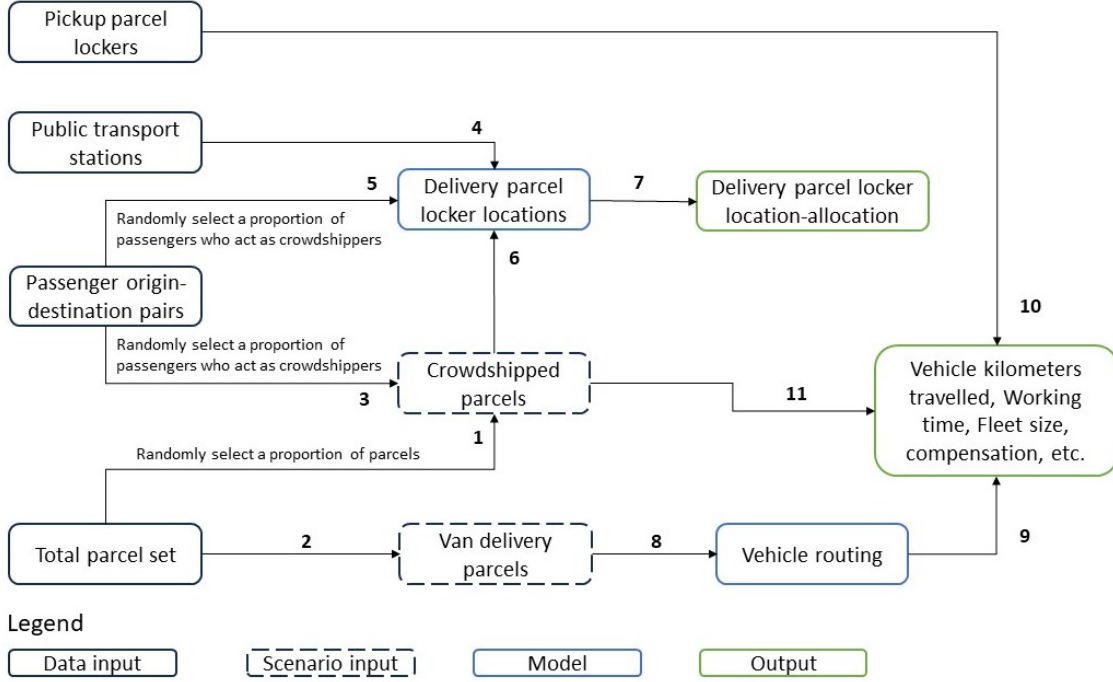 Pickup parcel
lockers
Public transport
stations
4
5
Delivery parcel
locker locations
7
Delivery parcel locker
location-allocation
Randomly select a proportion of
passengers who act as crowdshippers
6
Passenger origin-
destination pairs
10
Randomly select a proportion of
passengers who act as crowdshippers
3
Crowdshipped
parcels
11
Vehicle kilometers
travelled, Working
time, Fleet size,
compensation, etc.
1
Randomly select a proportion of parcels
Total parcel set
2
Van delivery
parcels
8
Vehicle routing
9
Legend
Data input
Scenario input
Model
Output